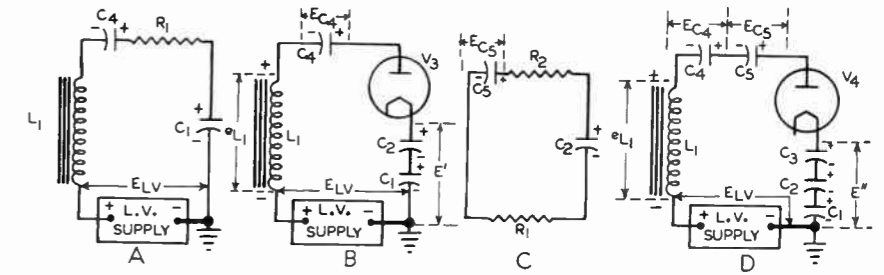 C4
- +
R1
L1
+
C1
-
ELV
+ L.V. -
SUPPLY
A
EC4
- +
C4
V3
+
eL1
L1
-
C2
+
-
+
C1
-
E'
ELV
+ L.V. -
SUPPLY
B
EC5
- +
C5
R2
+
C2
-
R1
C
EC4
EC5
- +
- +
C4
C5
V4
+
eL1
L1
-
+
C3
-
+
C2
-
+
C1
-
E"
ELV
+ L.V. -
SUPPLY
D